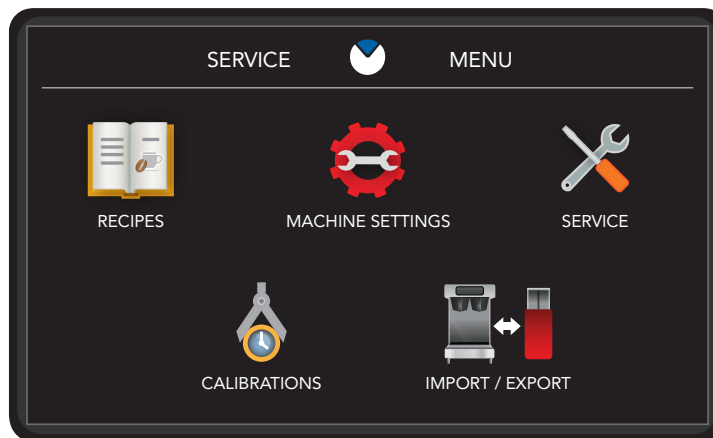 SERVICE MENU
RECIPES
MACHINE SETTINGS
SERVICE
CALIBRATIONS
IMPORT / EXPORT